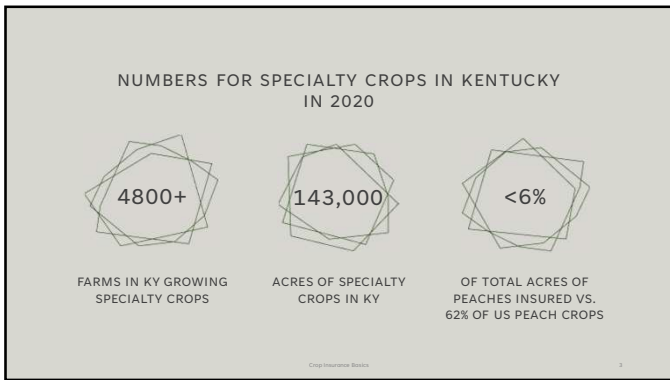 NUMBERS FOR SPECIALTY CROPS IN KENTUCKY
IN 2020
4800+
143,000
<6%
FARMS IN KY GROWING
SPECIALTY CROPS
ACRES OF SPECIALTY
CROPS IN KY
OF TOTAL ACRES OF
PEACHES INSURED VS.
62% OF US PEACH CROPS
Crop Insurance Basics
2